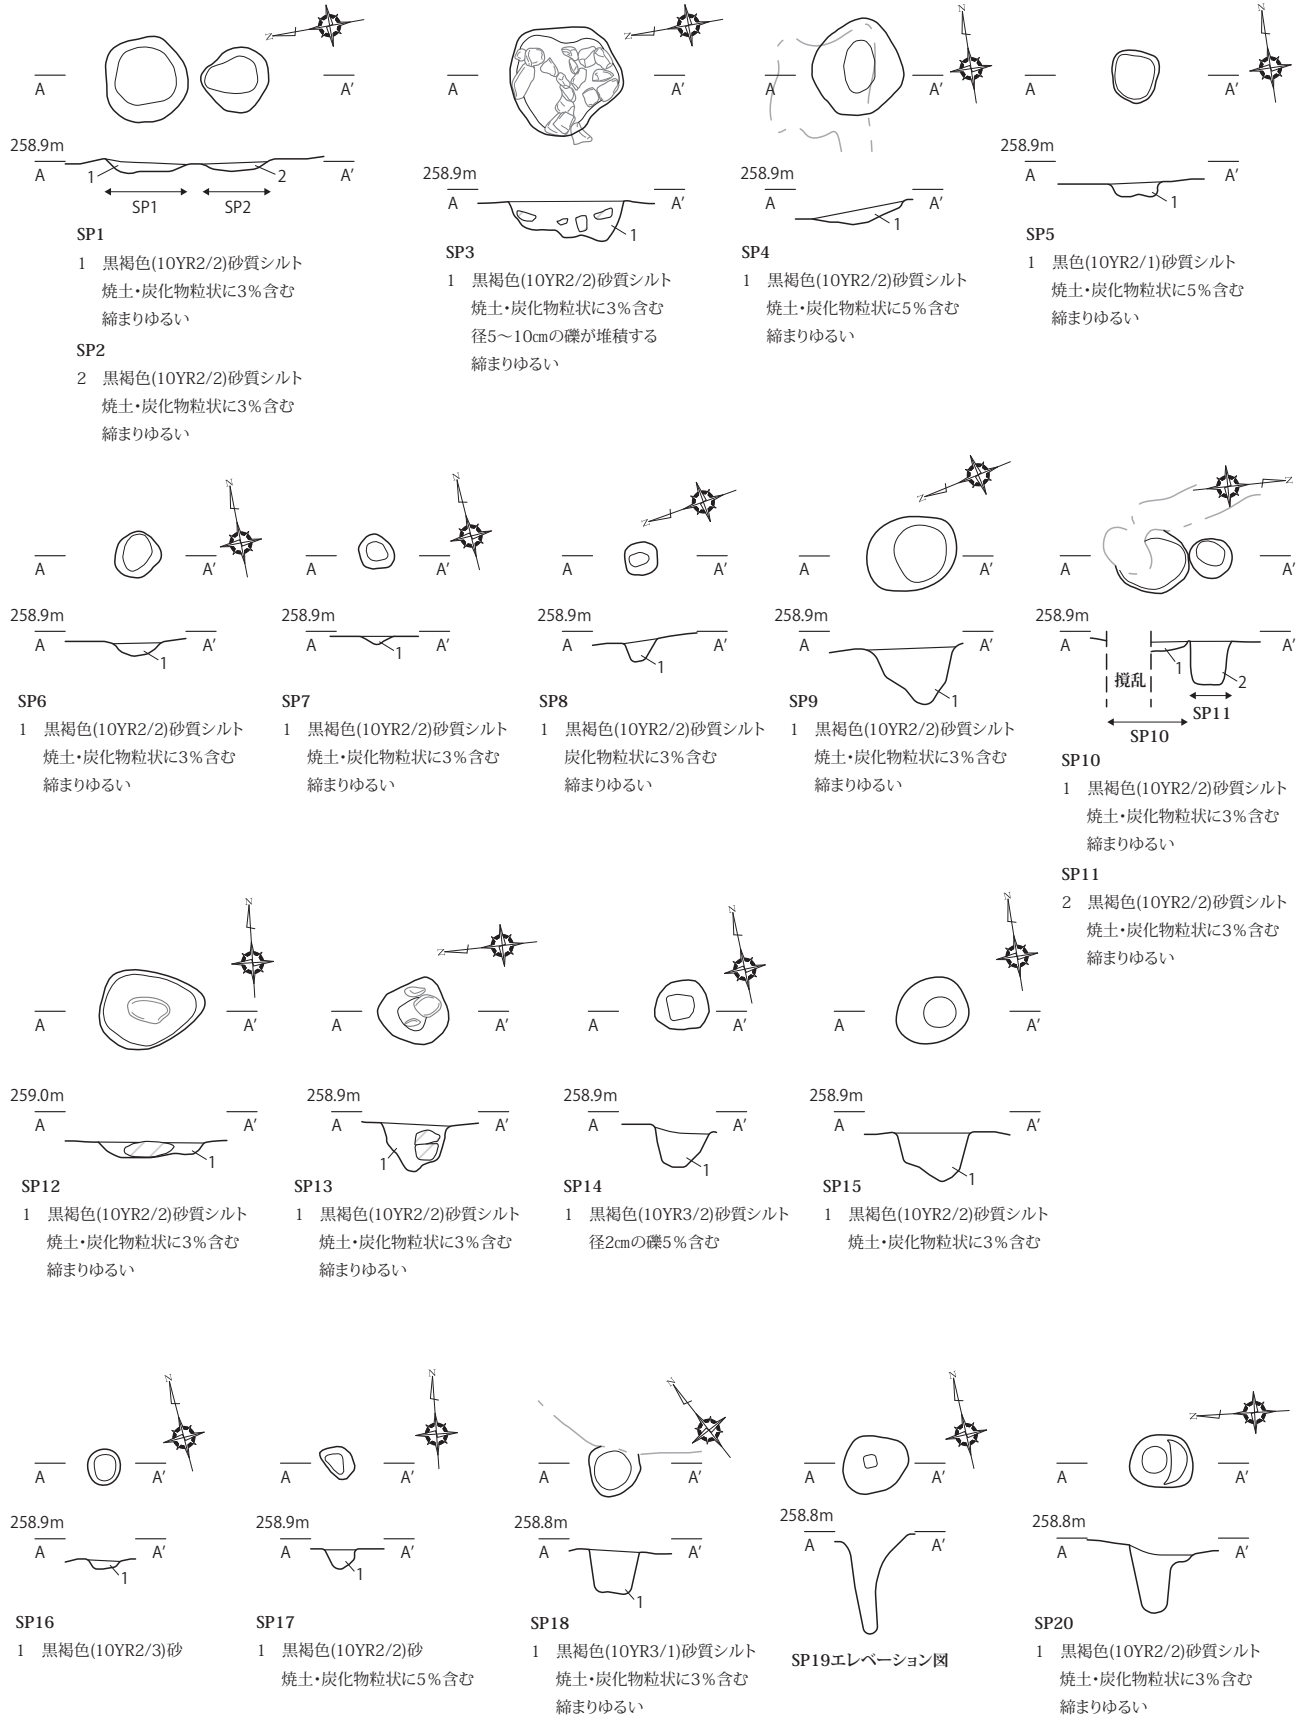 N
A A′
258.9m
A 1 2 A′
SP1 SP2
SP1
1 黒褐色(10YR2/2)砂質シルト
焼土・炭化物粒状に3%含む
締まりゆるい
SP2
2 黒褐色(10YR2/2)砂質シルト
焼土・炭化物粒状に3%含む
締まりゆるい
N
A A′
258.9m
A A′
1
SP3
1 黒褐色(10YR2/2)砂質シルト
焼土・炭化物粒状に3%含む
径5〜10㎝の礫が堆積する
締まりゆるい
N
A A′
258.9m
A A′
1
SP4
1 黒褐色(10YR2/2)砂質シルト
焼土・炭化物粒状に5%含む
締まりゆるい
N
A A′
258.9m
A A′
1
SP5
1 黒色(10YR2/1)砂質シルト
焼土・炭化物粒状に5%含む
締まりゆるい
N
A A′
258.9m
A A′
1
SP6
1 黒褐色(10YR2/2)砂質シルト
焼土・炭化物粒状に3%含む
締まりゆるい
N
A A′
258.9m
A A′
1
SP7
1 黒褐色(10YR2/2)砂質シルト
焼土・炭化物粒状に3%含む
締まりゆるい
N
A A′
258.9m
A A′
1
SP8
1 黒褐色(10YR2/2)砂質シルト
炭化物粒状に3%含む
締まりゆるい
N
A A′
258.9m
A A′
1
SP9
1 黒褐色(10YR2/2)砂質シルト
焼土・炭化物粒状に3%含む
締まりゆるい
N
A A′
258.9m
A A′
1
撹乱 2
SP11
SP10
SP10
1 黒褐色(10YR2/2)砂質シルト
焼土・炭化物粒状に3%含む
締まりゆるい
SP11
2 黒褐色(10YR2/2)砂質シルト
焼土・炭化物粒状に3%含む
締まりゆるい
N
A A′
259.0m
A A′
1
SP12
1 黒褐色(10YR2/2)砂質シルト
焼土・炭化物粒状に3%含む
締まりゆるい
N
A A′
258.9m
A A′
1
SP13
1 黒褐色(10YR2/2)砂質シルト
焼土・炭化物粒状に3%含む
締まりゆるい
N
A A′
258.9m
A A′
1
SP14
1 黒褐色(10YR3/2)砂質シルト
径2㎝の礫5%含む
N
A A′
258.9m
A A′
1
SP15
1 黒褐色(10YR2/2)砂質シルト
焼土・炭化物粒状に3%含む
N
A A′
258.9m
A A′
1
SP16
1 黒褐色(10YR2/3)砂
N
A A′
258.9m
A A′
1
SP17
1 黒褐色(10YR2/2)砂
焼土・炭化物粒状に5%含む
N
A A′
258.8m
A A′
1
SP18
1 黒褐色(10YR3/1)砂質シルト
焼土・炭化物粒状に3%含む
締まりゆるい
N
A A′
258.8m
A A′
SP19エレベーション図
N
A A′
258.8m
A A′
SP20
1 黒褐色(10YR2/2)砂質シルト
焼土・炭化物粒状に3%含む
締まりゆるい